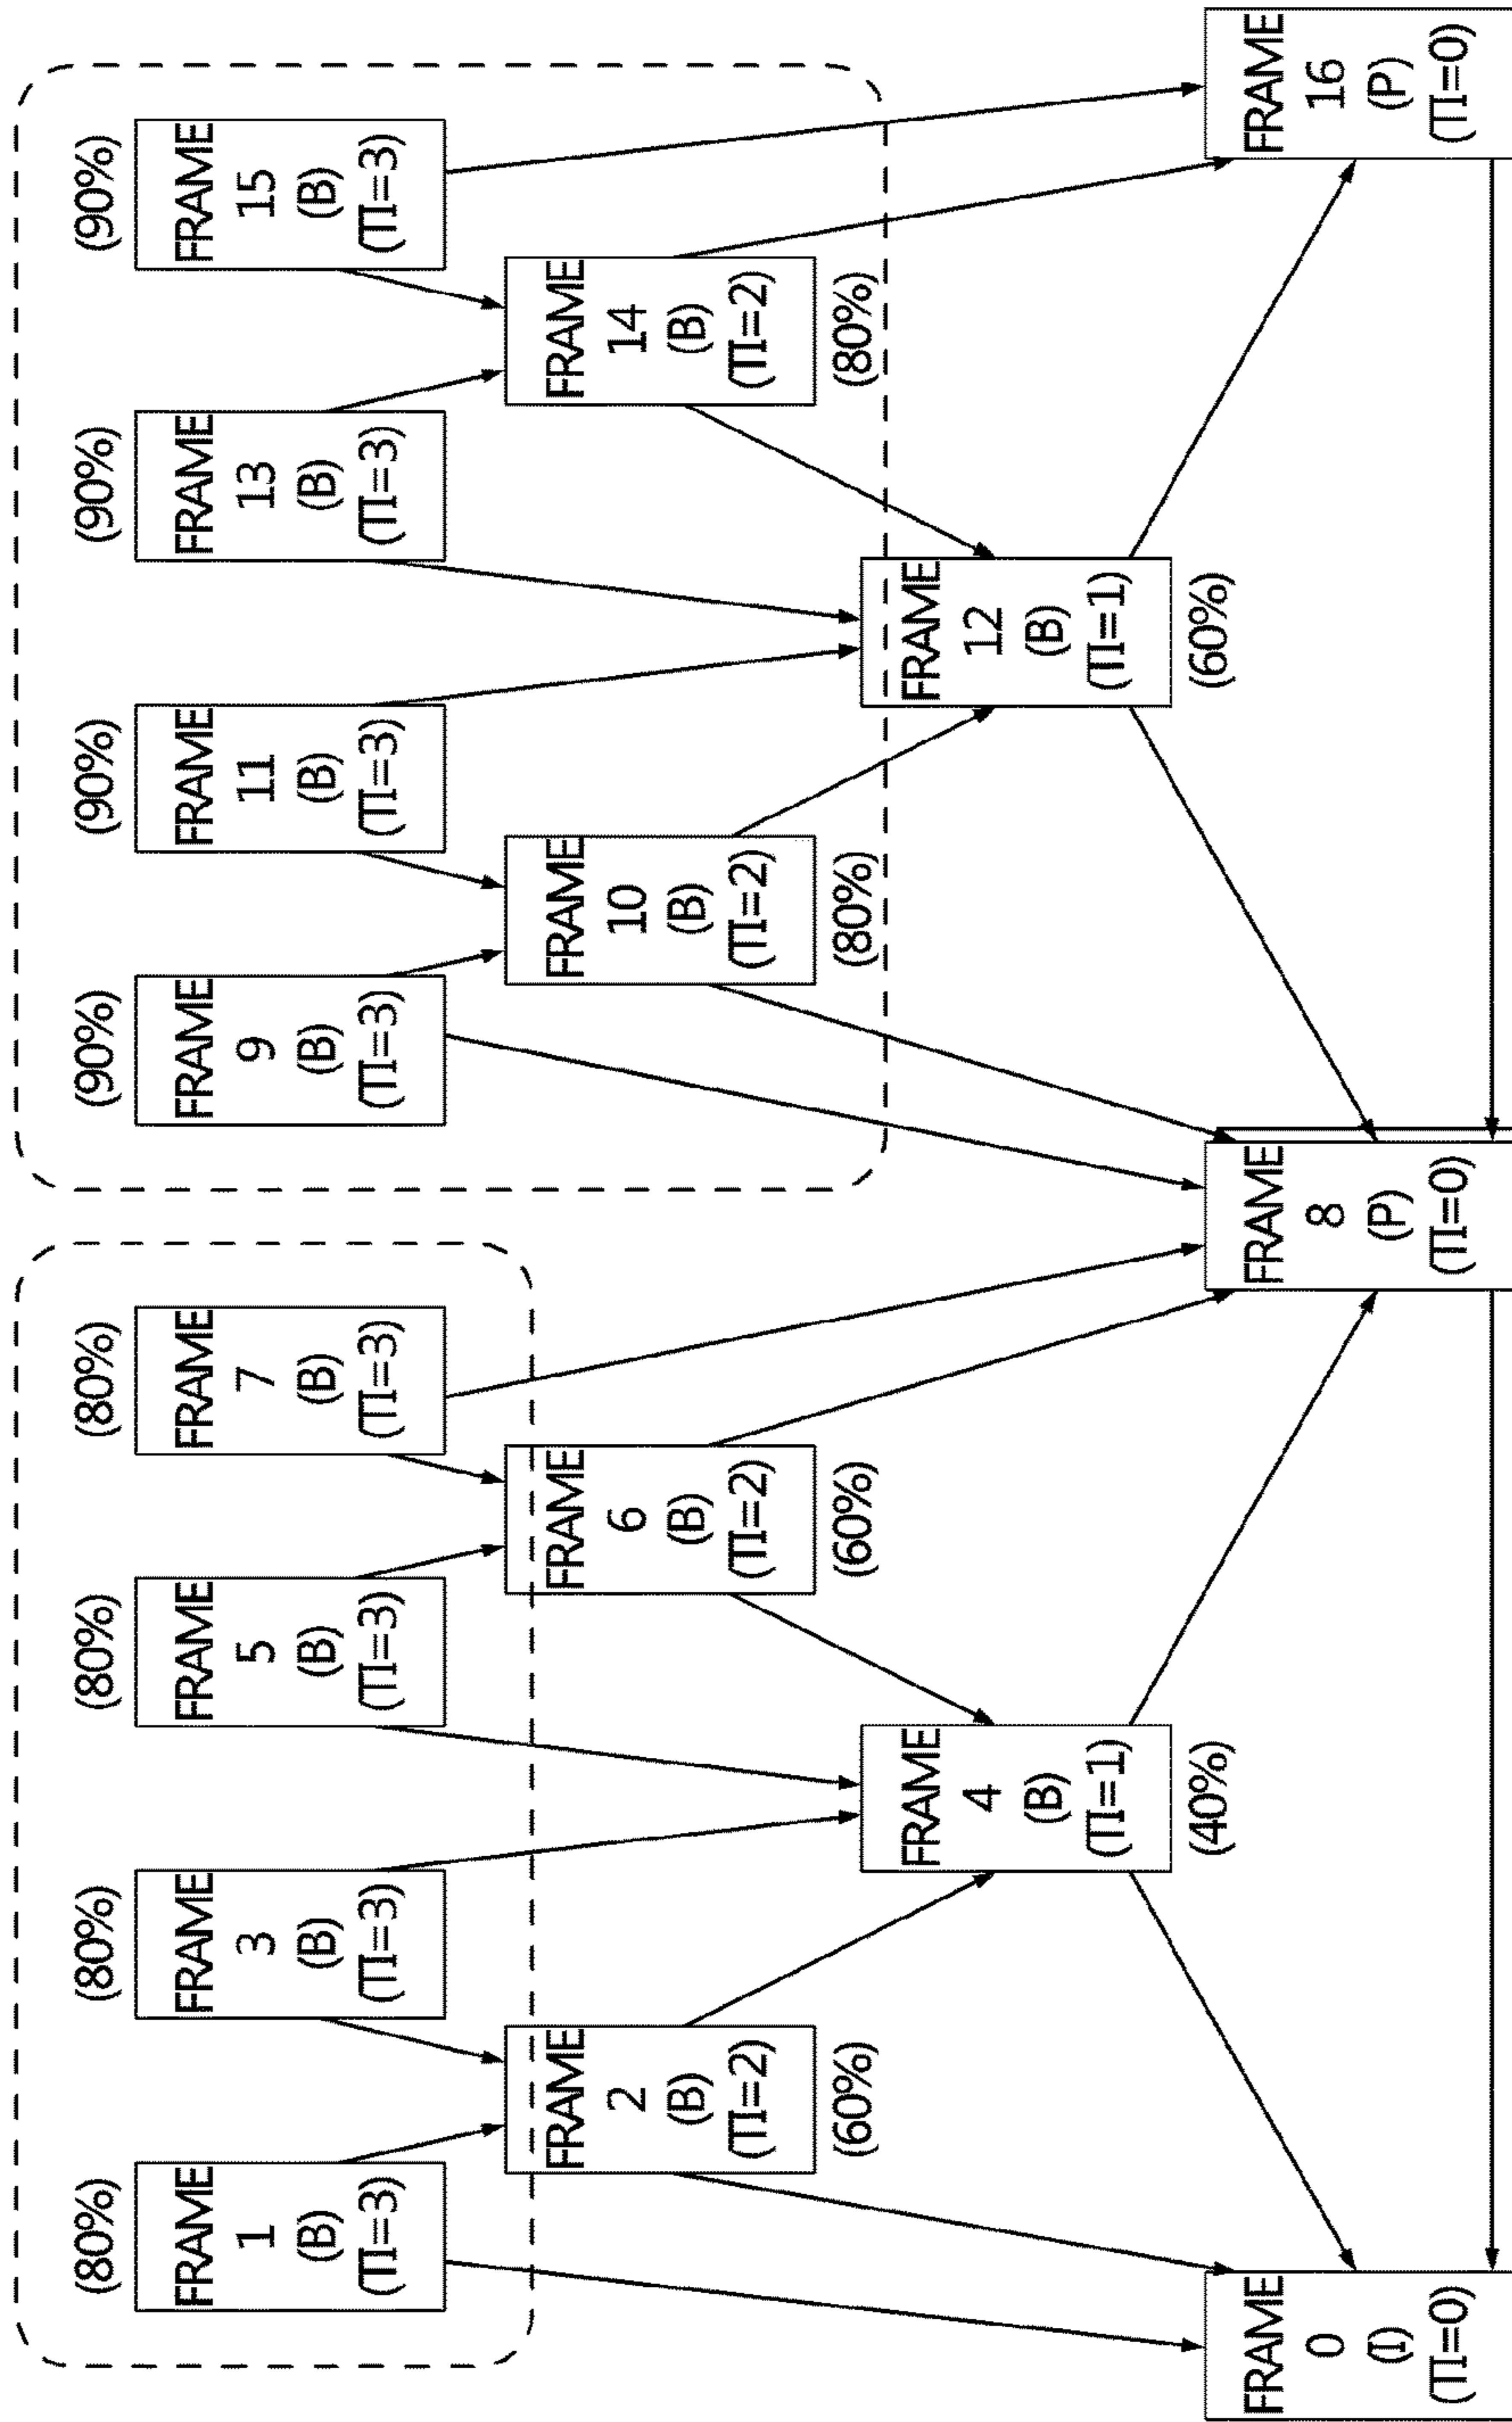 (80%)
FRAME
1
(B)
(TI=3)
(80%)
FRAME
3
(B)
(TI=3)
(80%)
FRAME
5
(B)
(TI=3)
(80%)
FRAME
7
(B)
(TI=3)
(90%)
FRAME
9
(B)
(TI=3)
(90%)
FRAME
11
(B)
(TI=3)
(90%)
FRAME
13
(B)
(TI=3)
(90%)
FRAME
15
(B)
(TI=3)
FRAME
2
(B)
(TI=2)
(60%)
FRAME
6
(B)
(TI=2)
(60%)
FRAME
10
(B)
(TI=2)
(80%)
FRAME
14
(B)
(TI=2)
(80%)
FRAME
4
(B)
(TI=1)
(40%)
FRAME
12
(B)
(TI=1)
(60%)
FRAME
0
(I)
(TI=0)
FRAME
8
(P)
(TI=0)
FRAME
16
(P)
(TI=0)